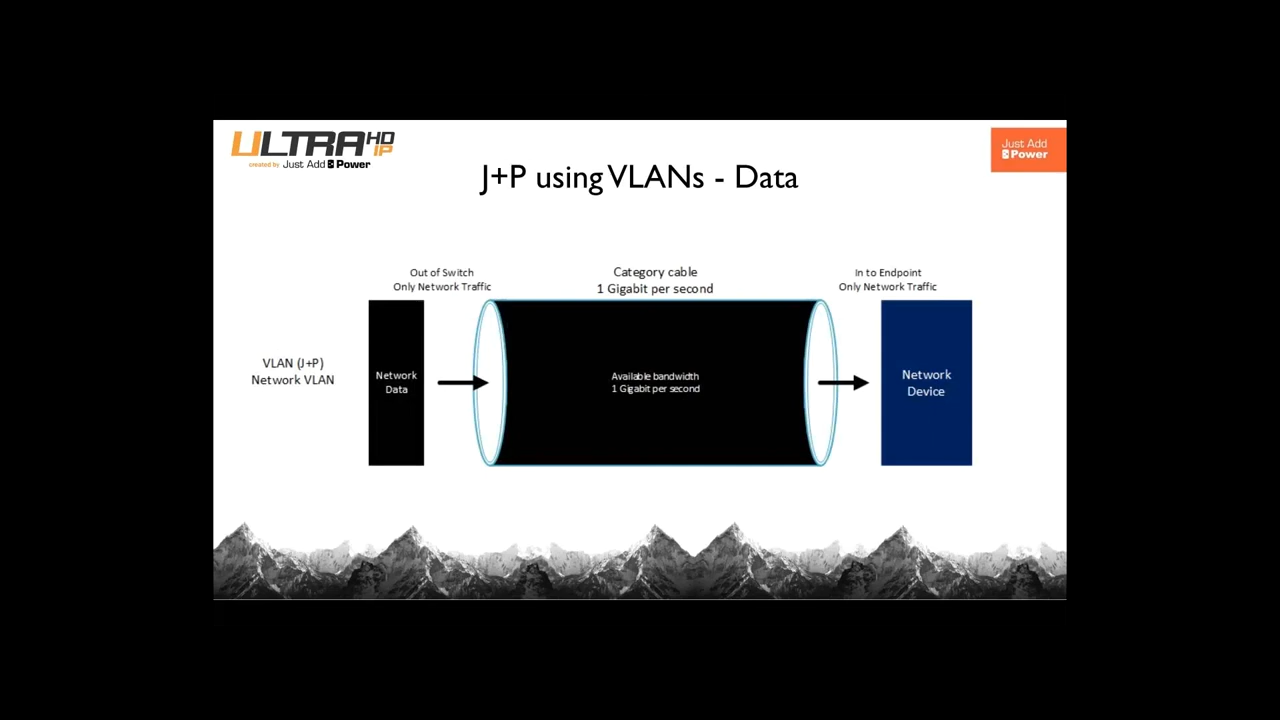 ULTRA HD IP
created by Just Add Power
Just Add
Power
J+P using VLANs - Data
Out of Switch
Only Network Traffic
Category cable
1 Gigabit per second
In to Endpoint
Only Network Traffic
VLAN (J+P)
Network VLAN
Network
Data
Available bandwidth
1 Gigabit per second
Network
Device